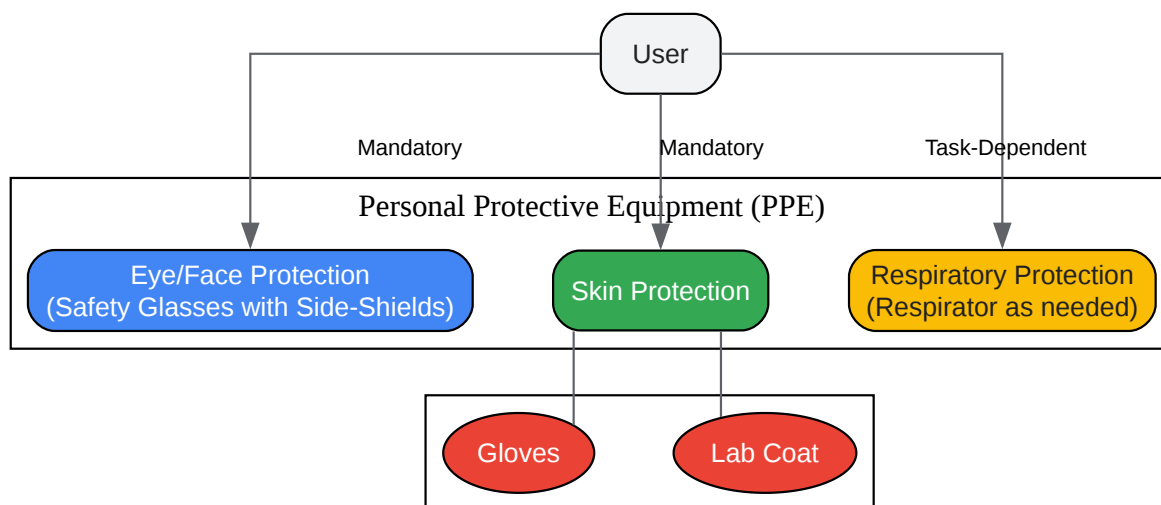 User
Mandatory
Mandatory
Task-Dependent
Personal Protective Equipment (PPE)
Eye/Face Protection
(Safety Glasses with Side-Shields)
Skin Protection
Respiratory Protection
(Respirator as needed)
Gloves
Lab Coat